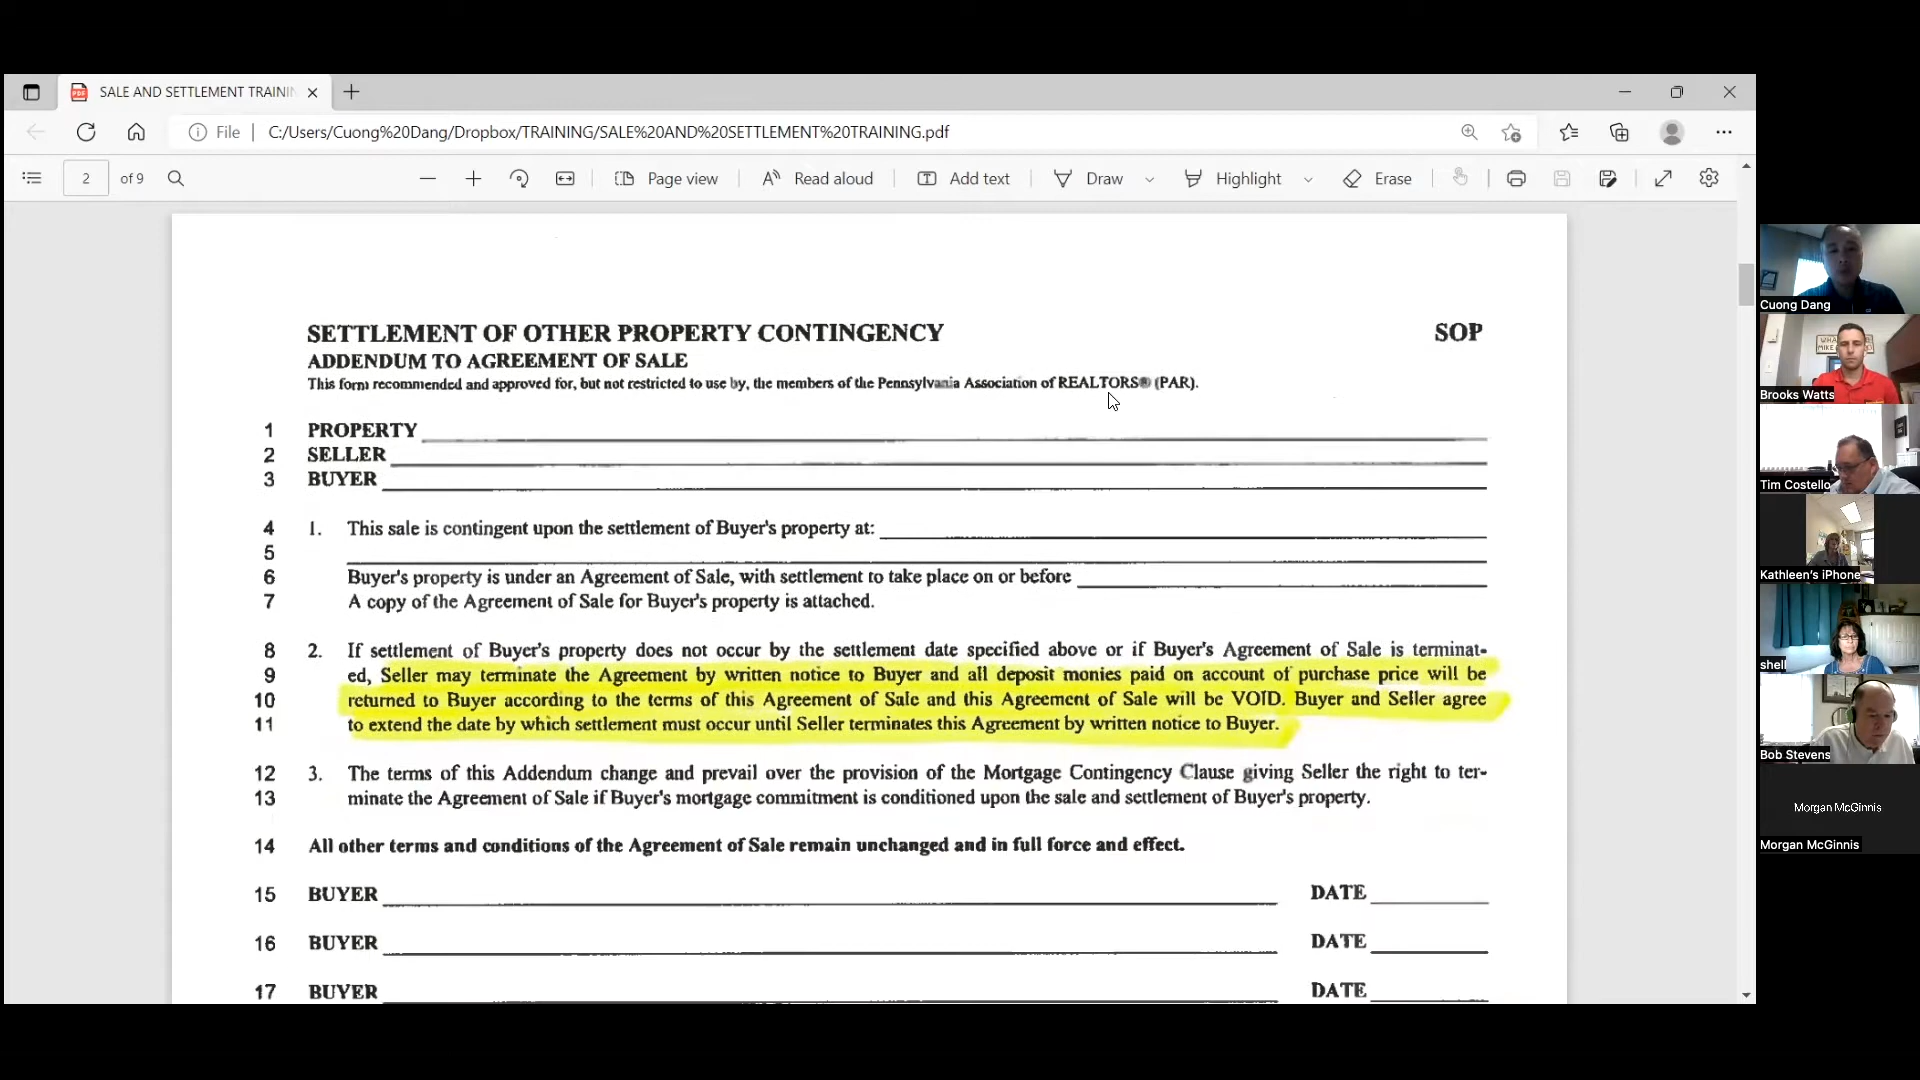 SALE AND SETTLEMENT TRAININ
File
C:/Users/Cuong%20Dang/Dropbox/TRAINING/SALE%20AND%20SETTLEMENT%20TRAINING.pdf
2 of 9
Page view
Read aloud
Add text
Draw
Highlight
Erase
SETTLEMENT OF OTHER PROPERTY CONTINGENCY SOP
ADDENDUM TO AGREEMENT OF SALE
This form recommended and approved for, but not restricted to use by, the members of the Pennsylvania Association of REALTORS® (PAR).
1 PROPERTY
2 SELLER
3 BUYER
4 1. This sale is contingent upon the settlement of Buyer's property at:
5
6 Buyer's property is under an Agreement of Sale, with settlement to take place on or before
7 A copy of the Agreement of Sale for Buyer's property is attached.
8 2. If settlement of Buyer's property does not occur by the settlement date specified above or if Buyer's Agreement of Sale is terminat-
9 ed, Seller may terminate the Agreement by written notice to Buyer and all deposit monies paid on account of purchase price will be
10 returned to Buyer according to the terms of this Agreement of Sale and this Agreement of Sale will be VOID. Buyer and Seller agree
11 to extend the date by which settlement must occur until Seller terminates this Agreement by written notice to Buyer.
12 3. The terms of this Addendum change and prevail over the provision of the Mortgage Contingency Clause giving Seller the right to ter-
13 minate the Agreement of Sale if Buyer's mortgage commitment is conditioned upon the sale and settlement of Buyer's property.
14 All other terms and conditions of the Agreement of Sale remain unchanged and in full force and effect.
15 BUYER DATE
16 BUYER DATE
17 BUYER DATE
Cuong Dang
Brooks Watts
Tim Costello
Kathleen's iPhone
shell
Bob Stevens
Morgan McGinnis
Morgan McGinnis